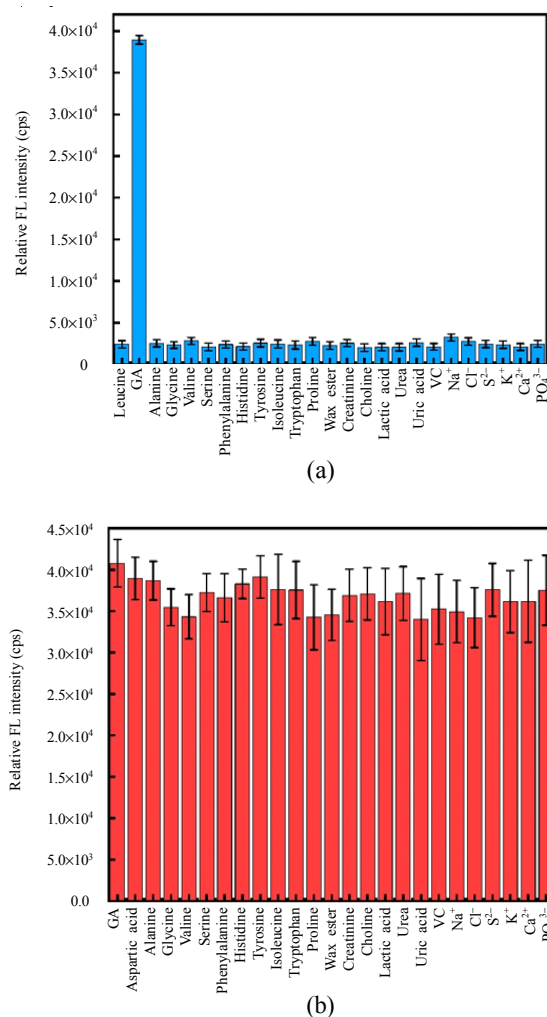 4.0×10⁴
3.5×10⁴
3.0×10⁴
2.5×10⁴
2.0×10⁴
1.5×10⁴
1.0×10⁴
5.0×10³
0
Relative FL intensity (cps)
Leucine
GA
Alanine
Glycine
Valine
Serine
Phenylalanine
Histidine
Tyrosine
Isoleucine
Tryptophan
Proline
Wax ester
Creatinine
Choline
Lactic acid
Urea
Uric acid
VC
Na⁺
Cl⁻
S²⁻
K⁺
Ca²⁺
PO₄³⁻
(a)
4.5×10⁴
4.0×10⁴
3.5×10⁴
3.0×10⁴
2.5×10⁴
2.0×10⁴
1.5×10⁴
1.0×10⁴
5.0×10³
0.0
Relative FL intensity (cps)
GA
Aspartic acid
Alanine
Glycine
Valine
Serine
Phenylalanine
Histidine
Tyrosine
Isoleucine
Tryptophan
Proline
Wax ester
Creatinine
Choline
Lactic acid
Urea
Uric acid
VC
Na⁺
Cl⁻
S²⁻
K⁺
Ca²⁺
PO ³⁻
(b)